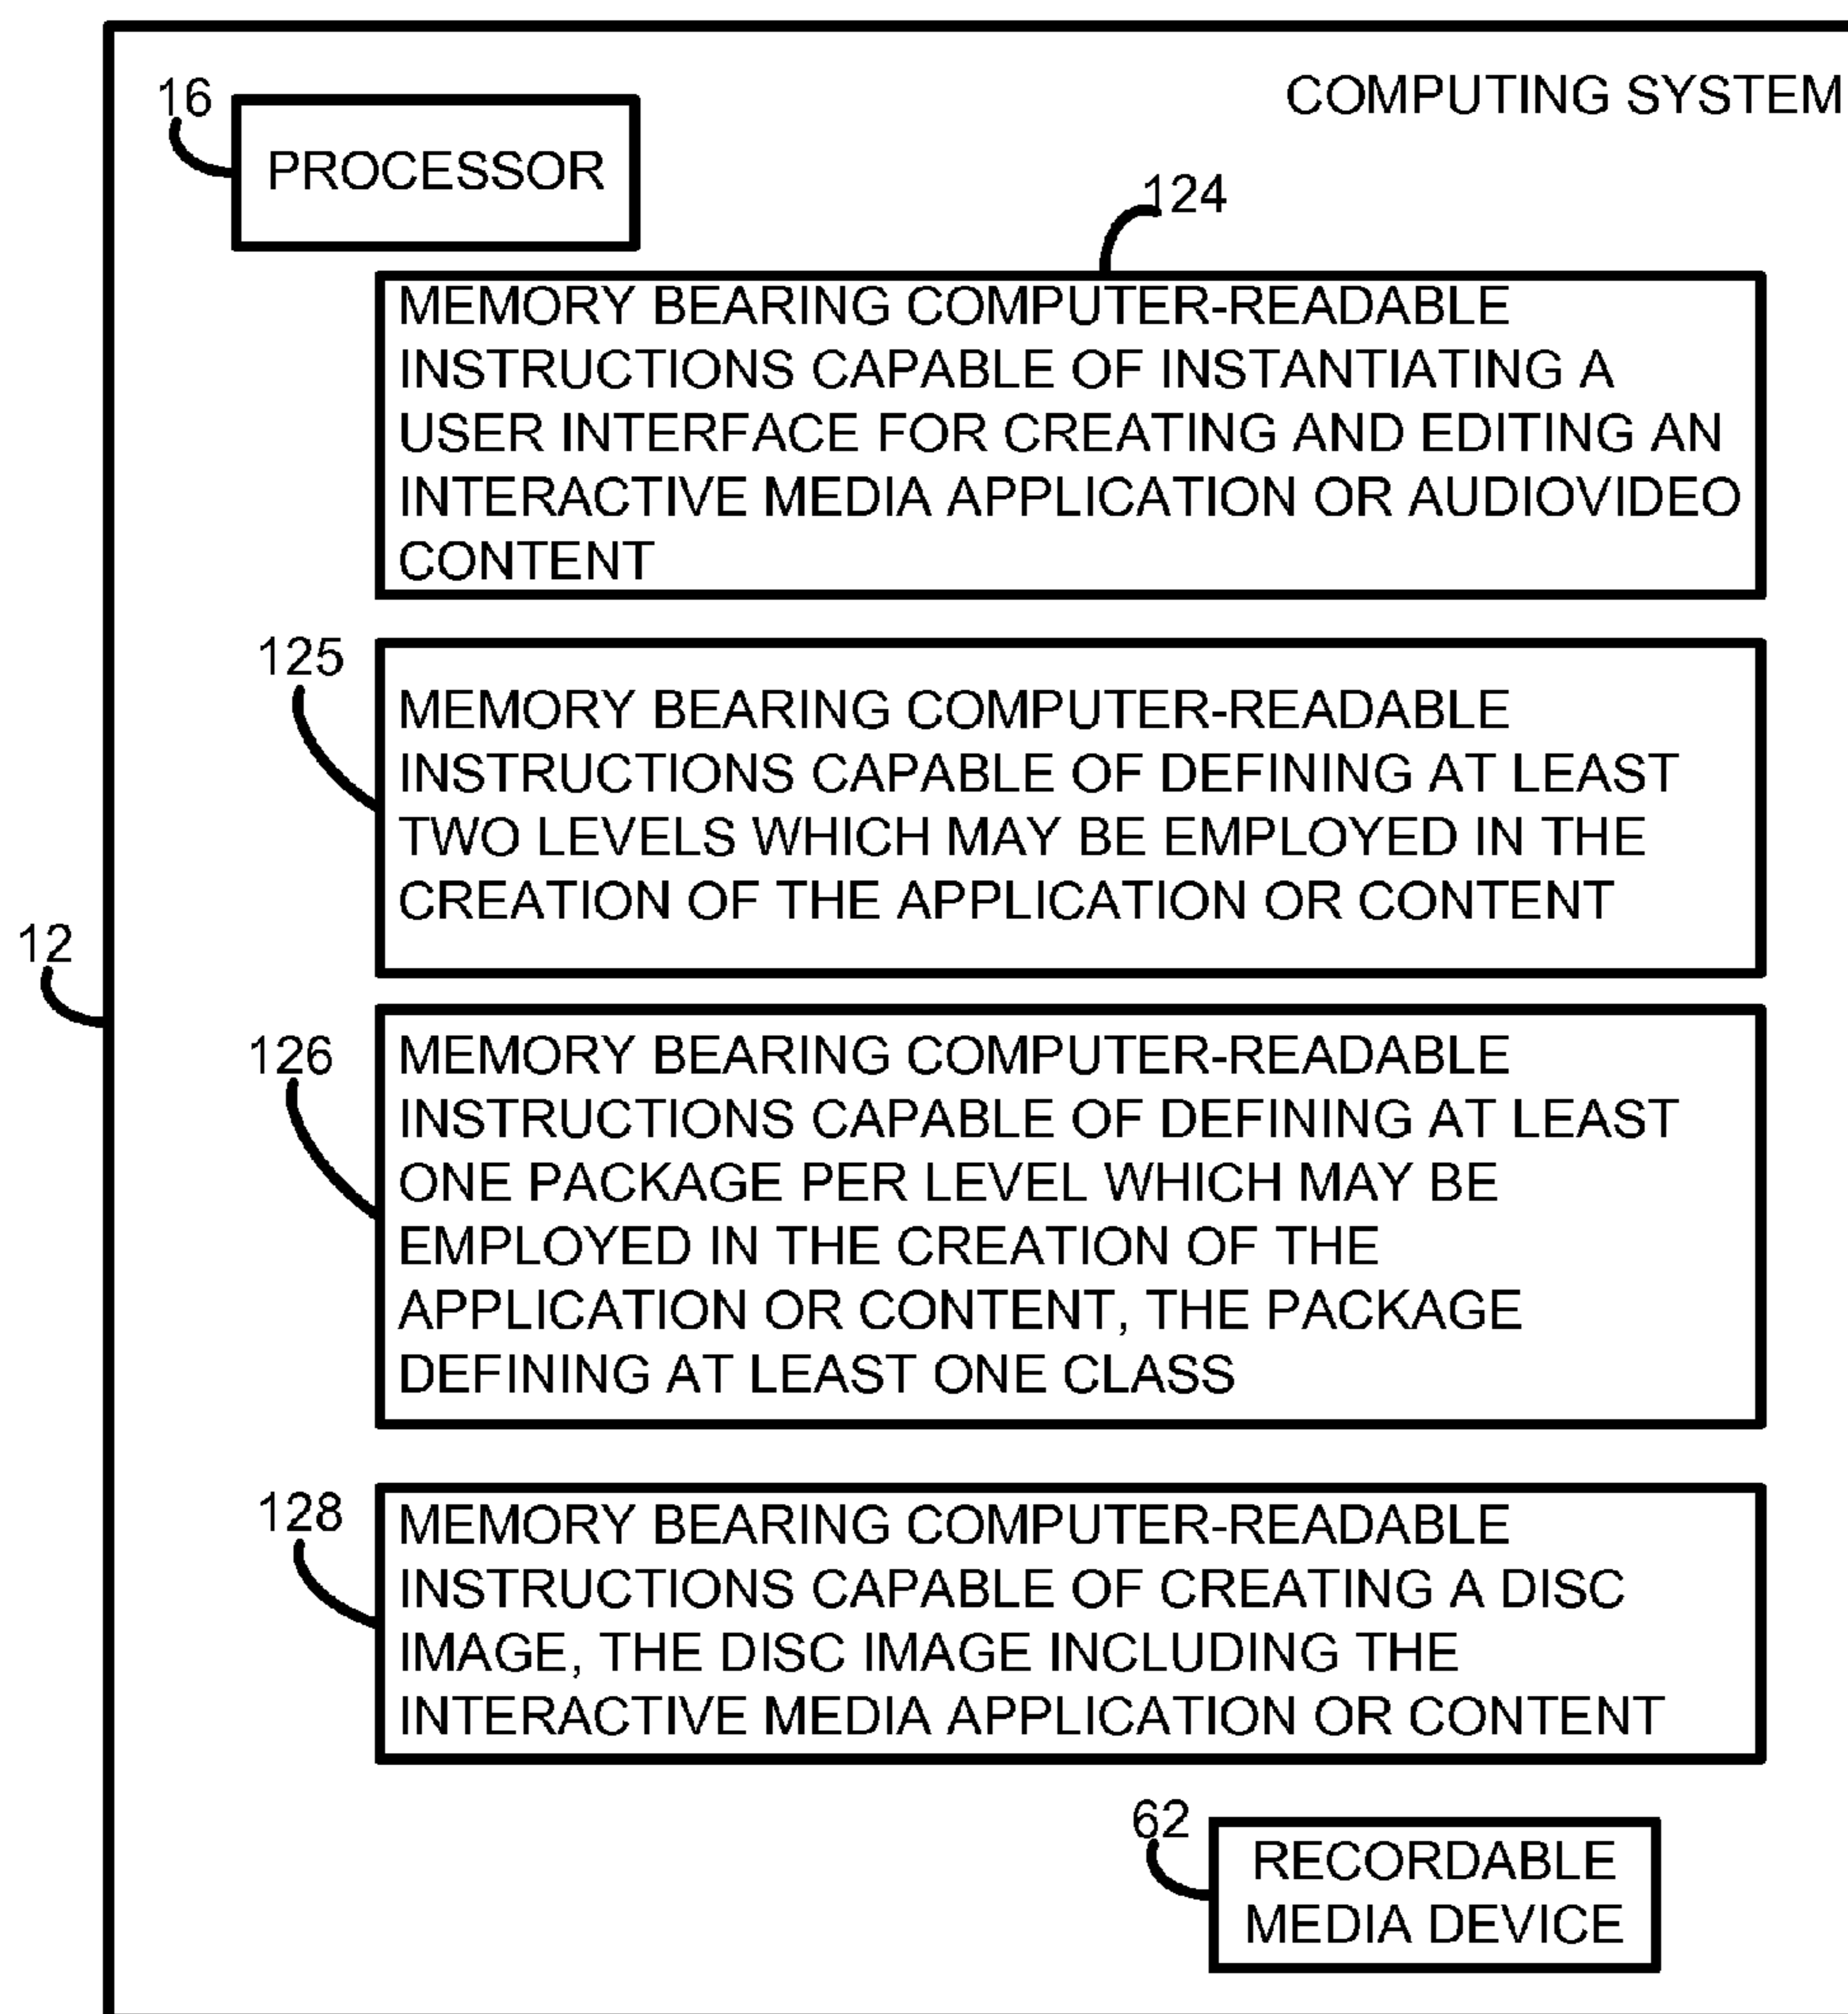 COMPUTING SYSTEM
16
PROCESSOR
124
MEMORY BEARING COMPUTER-READABLE
INSTRUCTIONS CAPABLE OF INSTANTIATING A
USER INTERFACE FOR CREATING AND EDITING AN
INTERACTIVE MEDIA APPLICATION OR AUDIOVIDEO
CONTENT
125
MEMORY BEARING COMPUTER-READABLE
INSTRUCTIONS CAPABLE OF DEFINING AT LEAST
TWO LEVELS WHICH MAY BE EMPLOYED IN THE
CREATION OF THE APPLICATION OR CONTENT
12
126
MEMORY BEARING COMPUTER-READABLE
INSTRUCTIONS CAPABLE OF DEFINING AT LEAST
ONE PACKAGE PER LEVEL WHICH MAY BE
EMPLOYED IN THE CREATION OF THE
APPLICATION OR CONTENT, THE PACKAGE
DEFINING AT LEAST ONE CLASS
128
MEMORY BEARING COMPUTER-READABLE
INSTRUCTIONS CAPABLE OF CREATING A DISC
IMAGE, THE DISC IMAGE INCLUDING THE
INTERACTIVE MEDIA APPLICATION OR CONTENT
62
RECORDABLE
MEDIA DEVICE